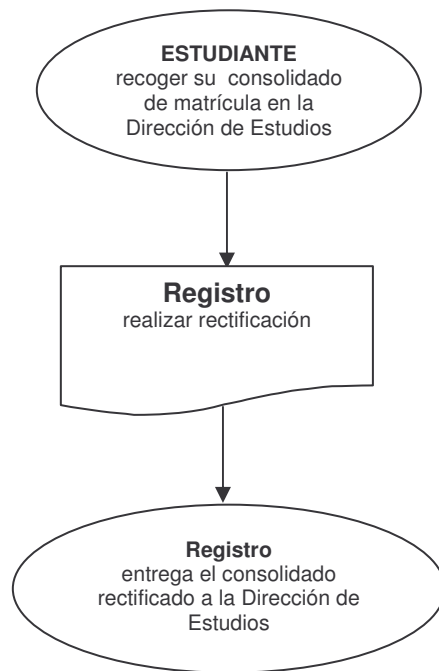 ESTUDIANTE
recoger su consolidado
de matrícula en la
Dirección de Estudios
Registro
realizar rectificación
Registro
entrega el consolidado
rectificado a la Dirección de
Estudios